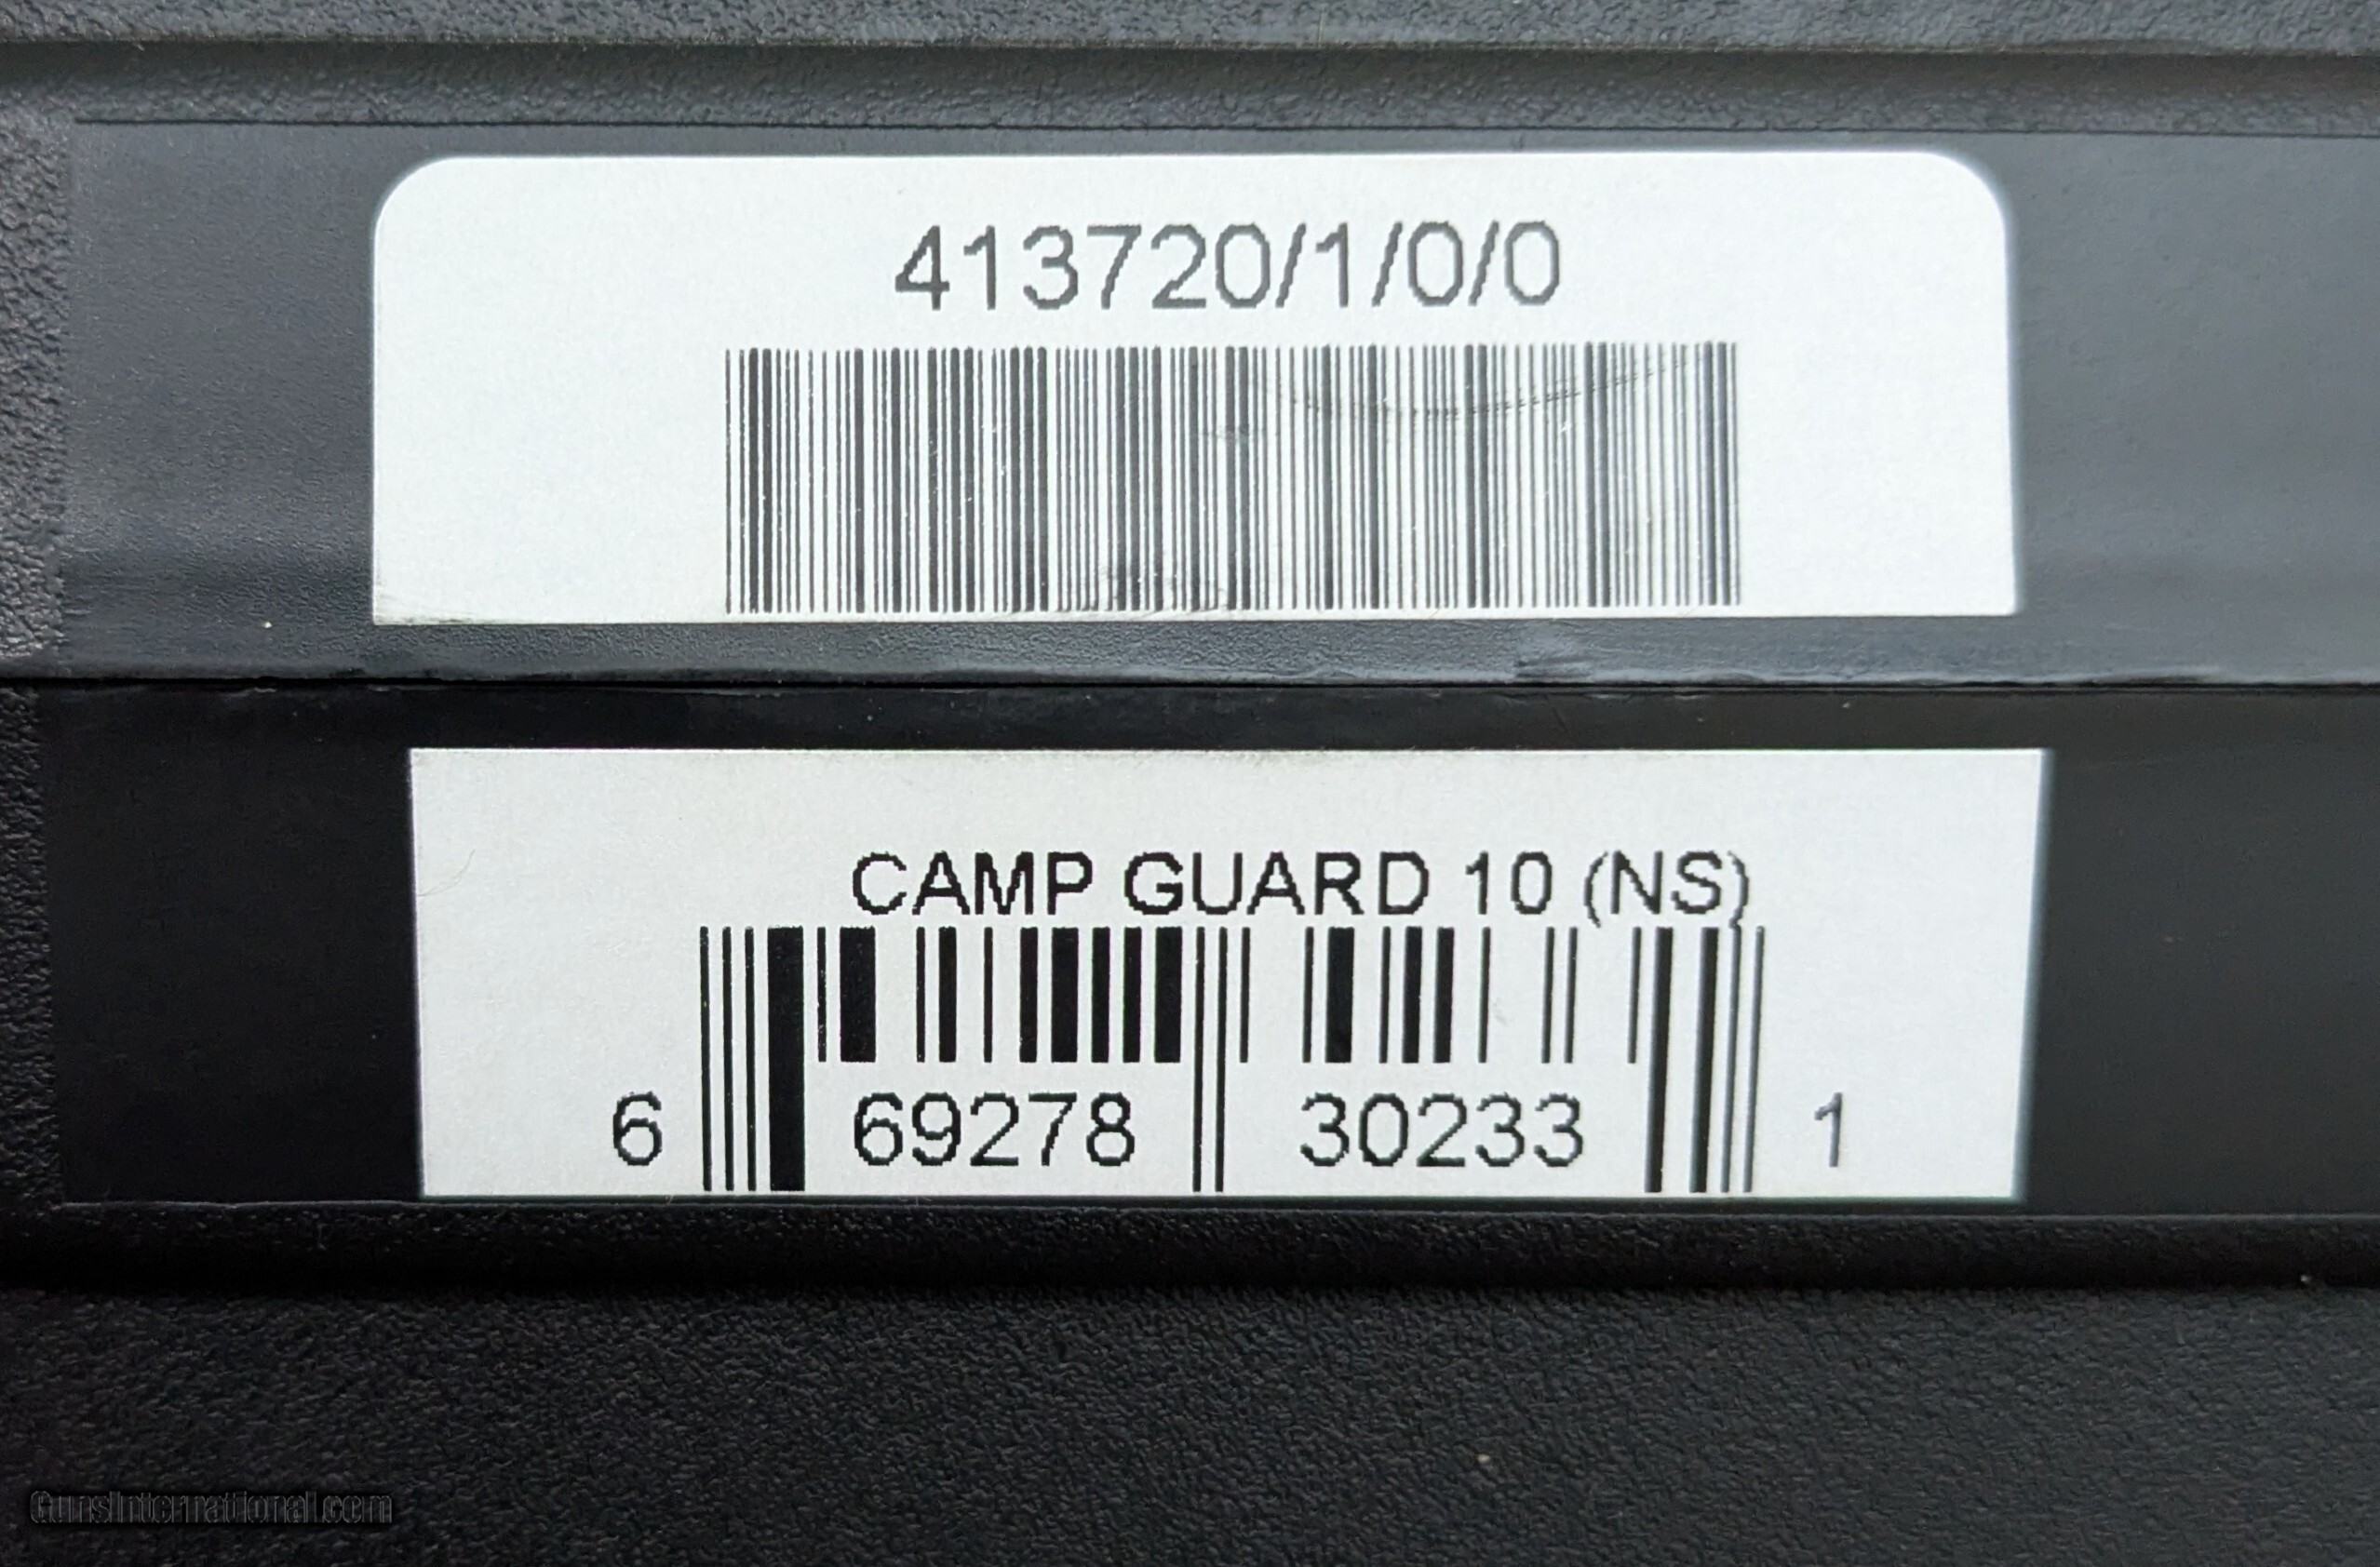 413720/1/0/0
CAMP GUARD 10 (NS)
6 69278 30233 1
GunsInternational.com